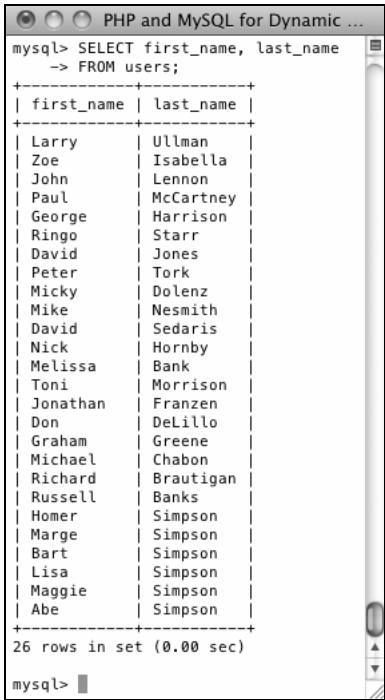 PHP and MySQL for Dynamic ...
mysql> SELECT first_name, last_name
    -> FROM users;
+------------+-----------+
| first_name | last_name |
+------------+-----------+
| Larry      | Ullman    |
| Zoe        | Isabella  |
| John       | Lennon    |
| Paul       | McCartney |
| George     | Harrison  |
| Ringo      | Starr     |
| David      | Jones     |
| Peter      | Tork      |
| Micky      | Dolenz    |
| Mike       | Nesmith   |
| David      | Sedaris   |
| Nick       | Hornby    |
| Melissa    | Bank      |
| Toni       | Morrison  |
| Jonathan   | Franzen   |
| Don        | DeLillo   |
| Graham     | Greene    |
| Michael    | Chabon    |
| Richard    | Brautigan |
| Russell    | Banks     |
| Homer      | Simpson   |
| Marge      | Simpson   |
| Bart       | Simpson   |
| Lisa       | Simpson   |
| Maggie     | Simpson   |
| Abe        | Simpson   |
+------------+-----------+
26 rows in set (0.00 sec)
mysql>